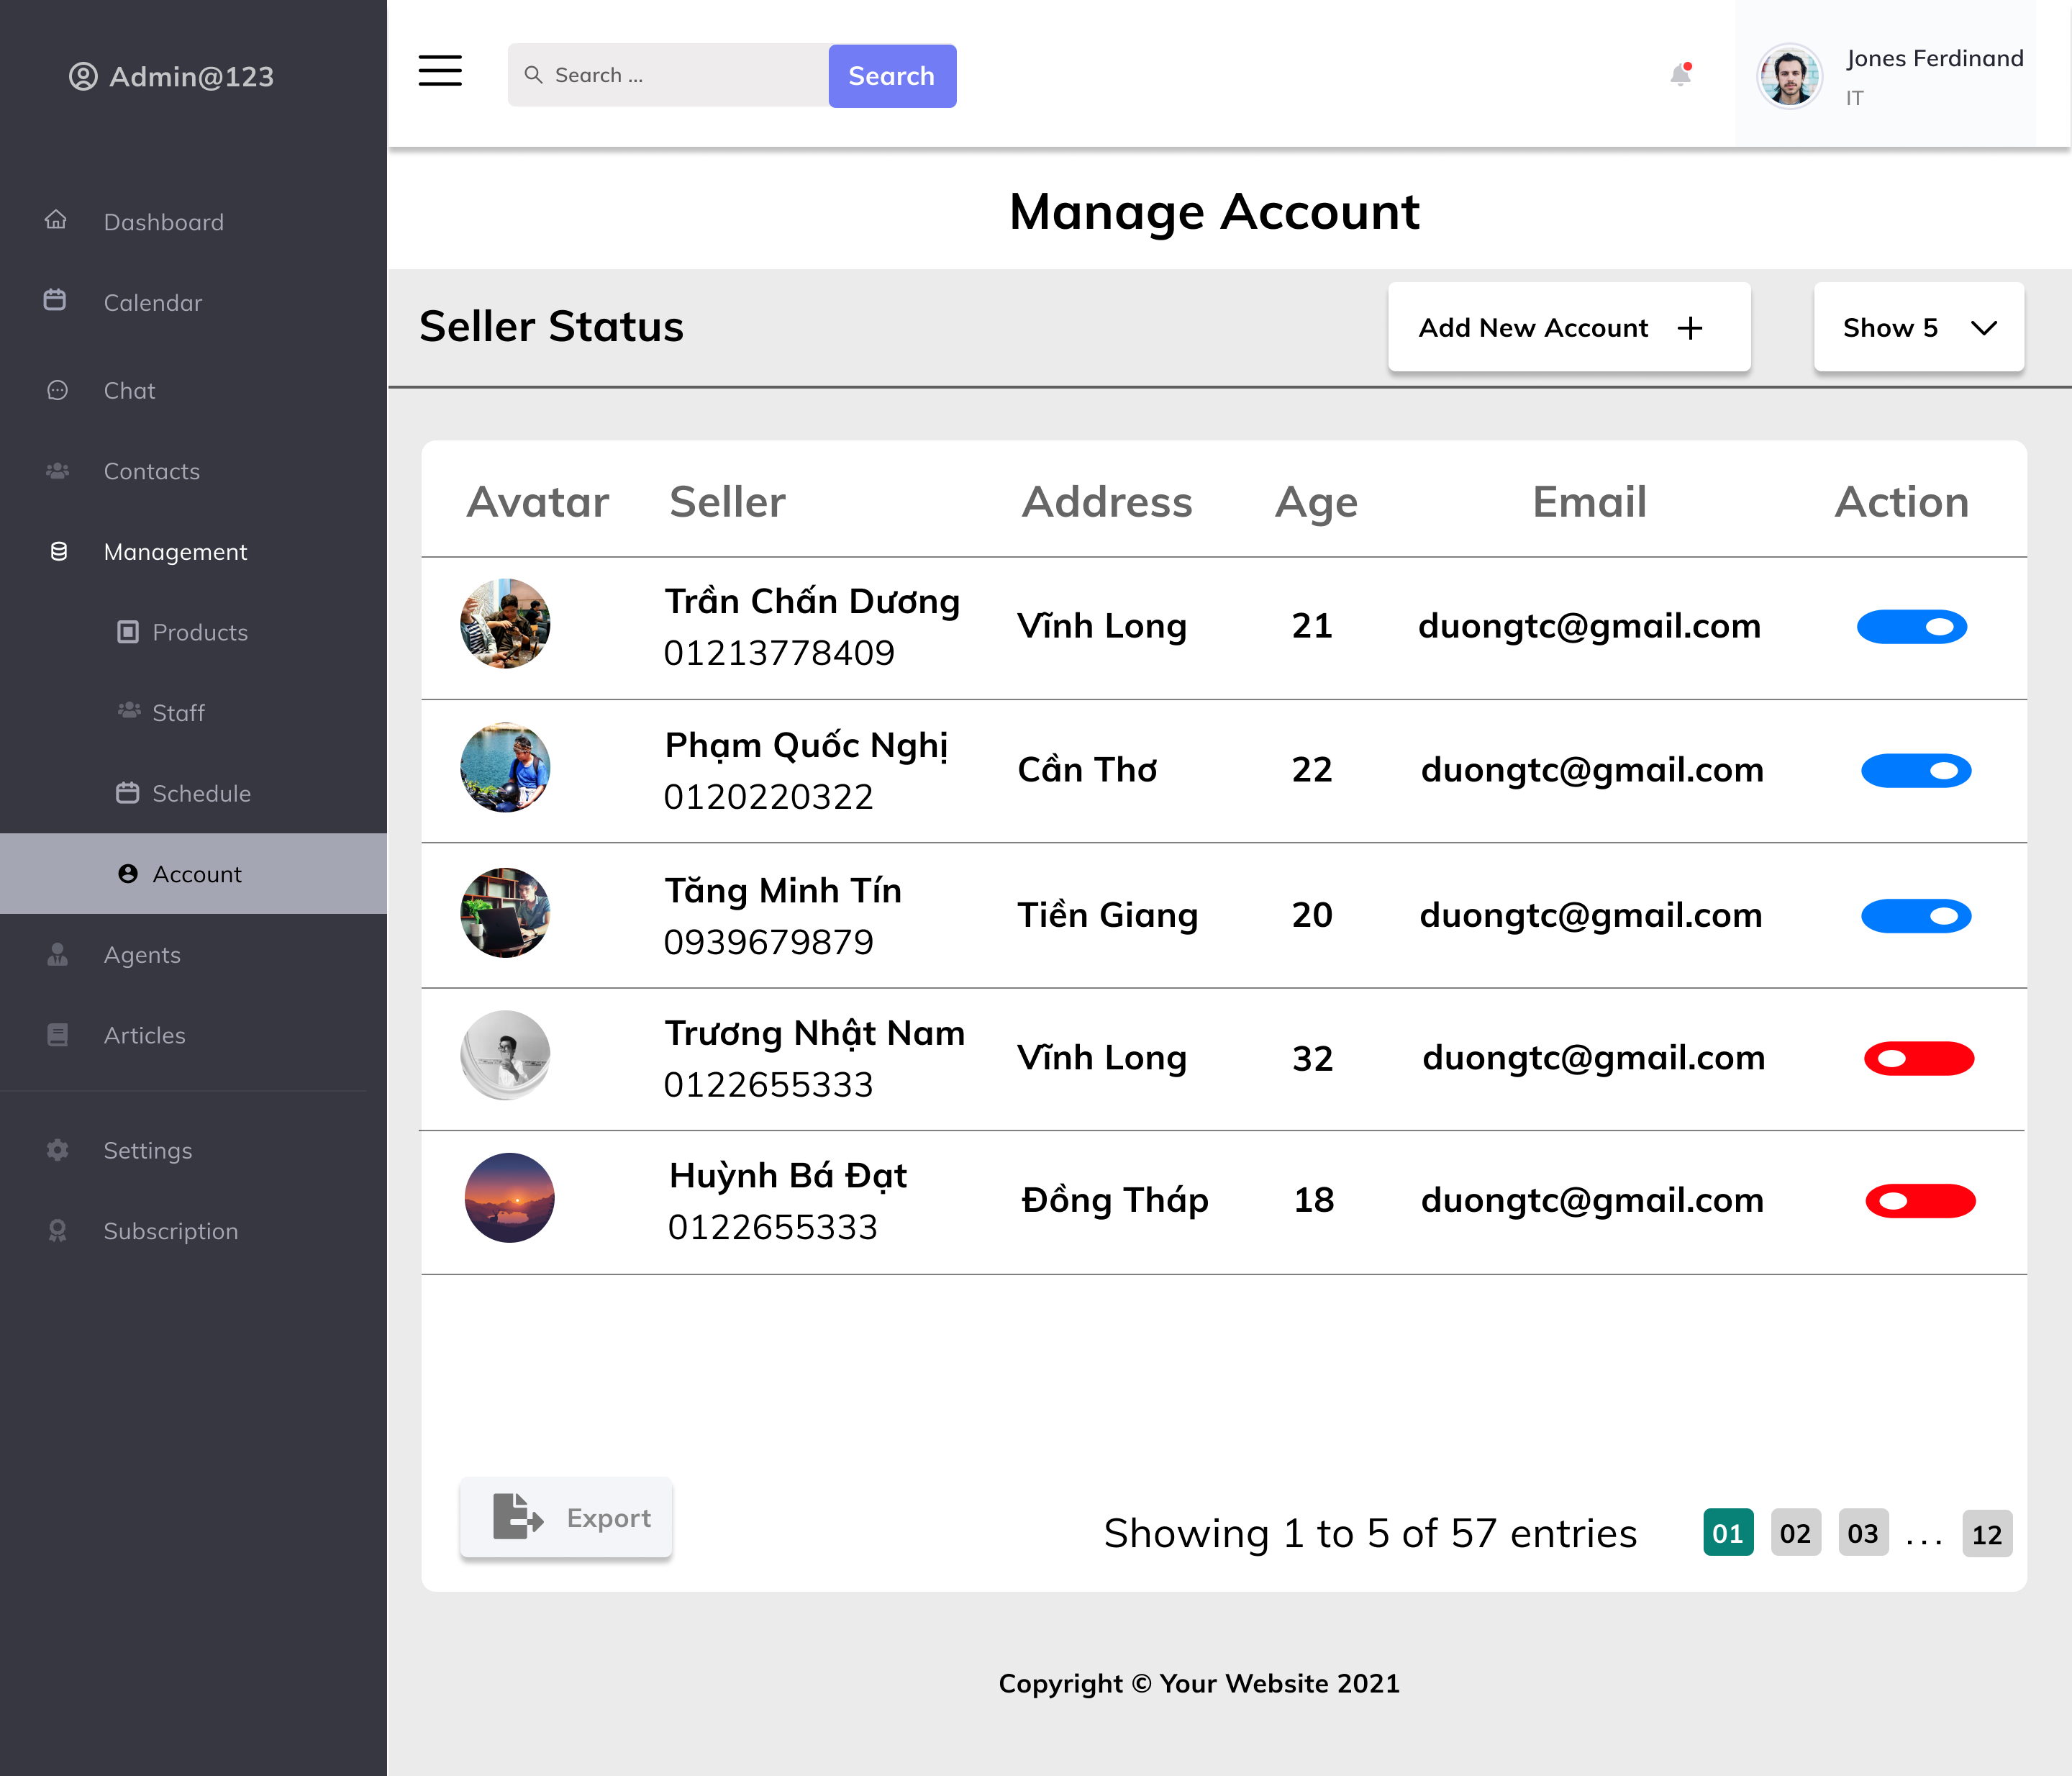 Admin@123
Dashboard
Calendar
Chat
Contacts
Management
Products
Staff
Schedule
Account
Agents
Articles
Settings
Subscription
Search ...
Search
Jones Ferdinand
IT
Manage Account
Seller Status
Add New Account
Show 5
Avatar Seller Address Age Email Action
Trần Chấn Dương
01213778409
Vĩnh Long 21 duongtc@gmail.com
Phạm Quốc Nghị
0120220322
Cần Thơ 22 duongtc@gmail.com
Tăng Minh Tín
0939679879
Tiền Giang 20 duongtc@gmail.com
Trương Nhật Nam
0122655333
Vĩnh Long 32 duongtc@gmail.com
Huỳnh Bá Đạt
0122655333
Đồng Tháp 18 duongtc@gmail.com
Export
Showing 1 to 5 of 57 entries
01 02 03 ... 12
Copyright © Your Website 2021